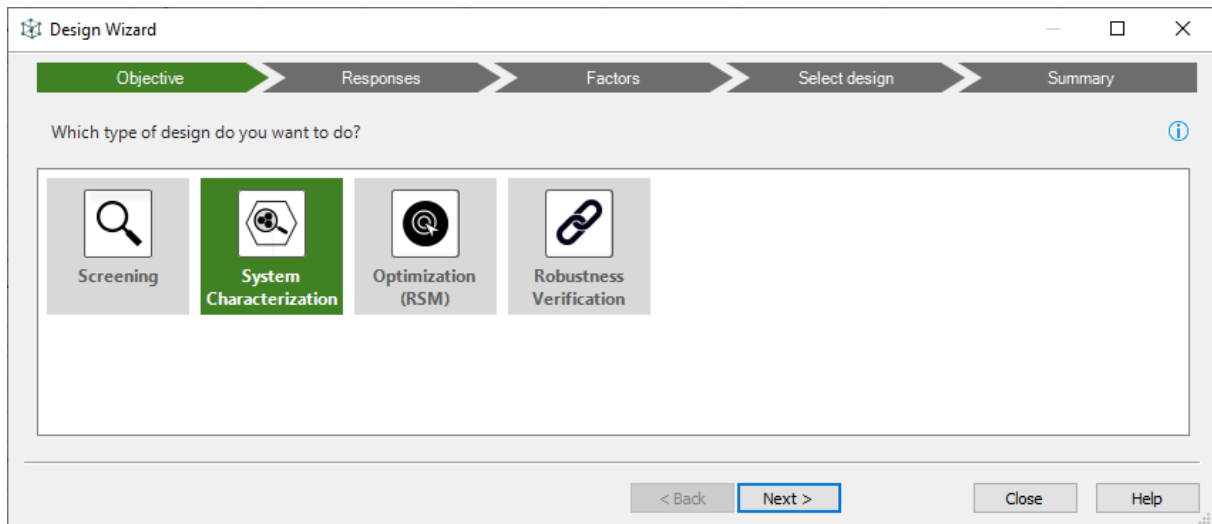 Design Wizard
Objective
Responses
Factors
Select design
Summary
Which type of design do you want to do?
Screening
System
Characterization
Optimization
(RSM)
Robustness
Verification
< Back
Next >
Close
Help